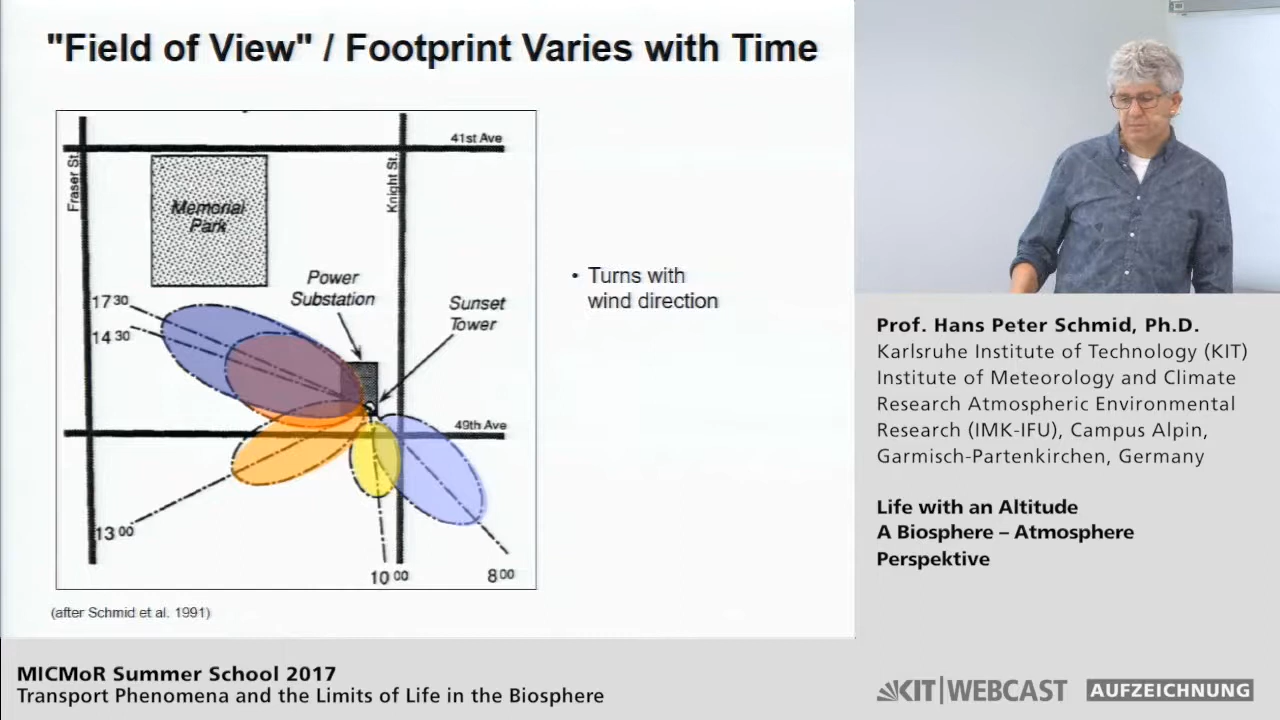 "Field of View" / Footprint Varies with Time
41st Ave
Fraser St.
Knight St.
Memorial
Park
Power
Substation
Sunset
Tower
17 30
14 30
49th Ave
13 00
10 00
8 00
• Turns with
wind direction
(after Schmid et al. 1991)
Prof. Hans Peter Schmid, Ph.D.
Karlsruhe Institute of Technology (KIT)
Institute of Meteorology and Climate
Research Atmospheric Environmental
Research (IMK-IFU), Campus Alpin,
Garmisch-Partenkirchen, Germany
Life with an Altitude
A Biosphere – Atmosphere
Perspektive
MICMoR Summer School 2017
Transport Phenomena and the Limits of Life in the Biosphere
KIT|WEBCAST
AUFZEICHNUNG